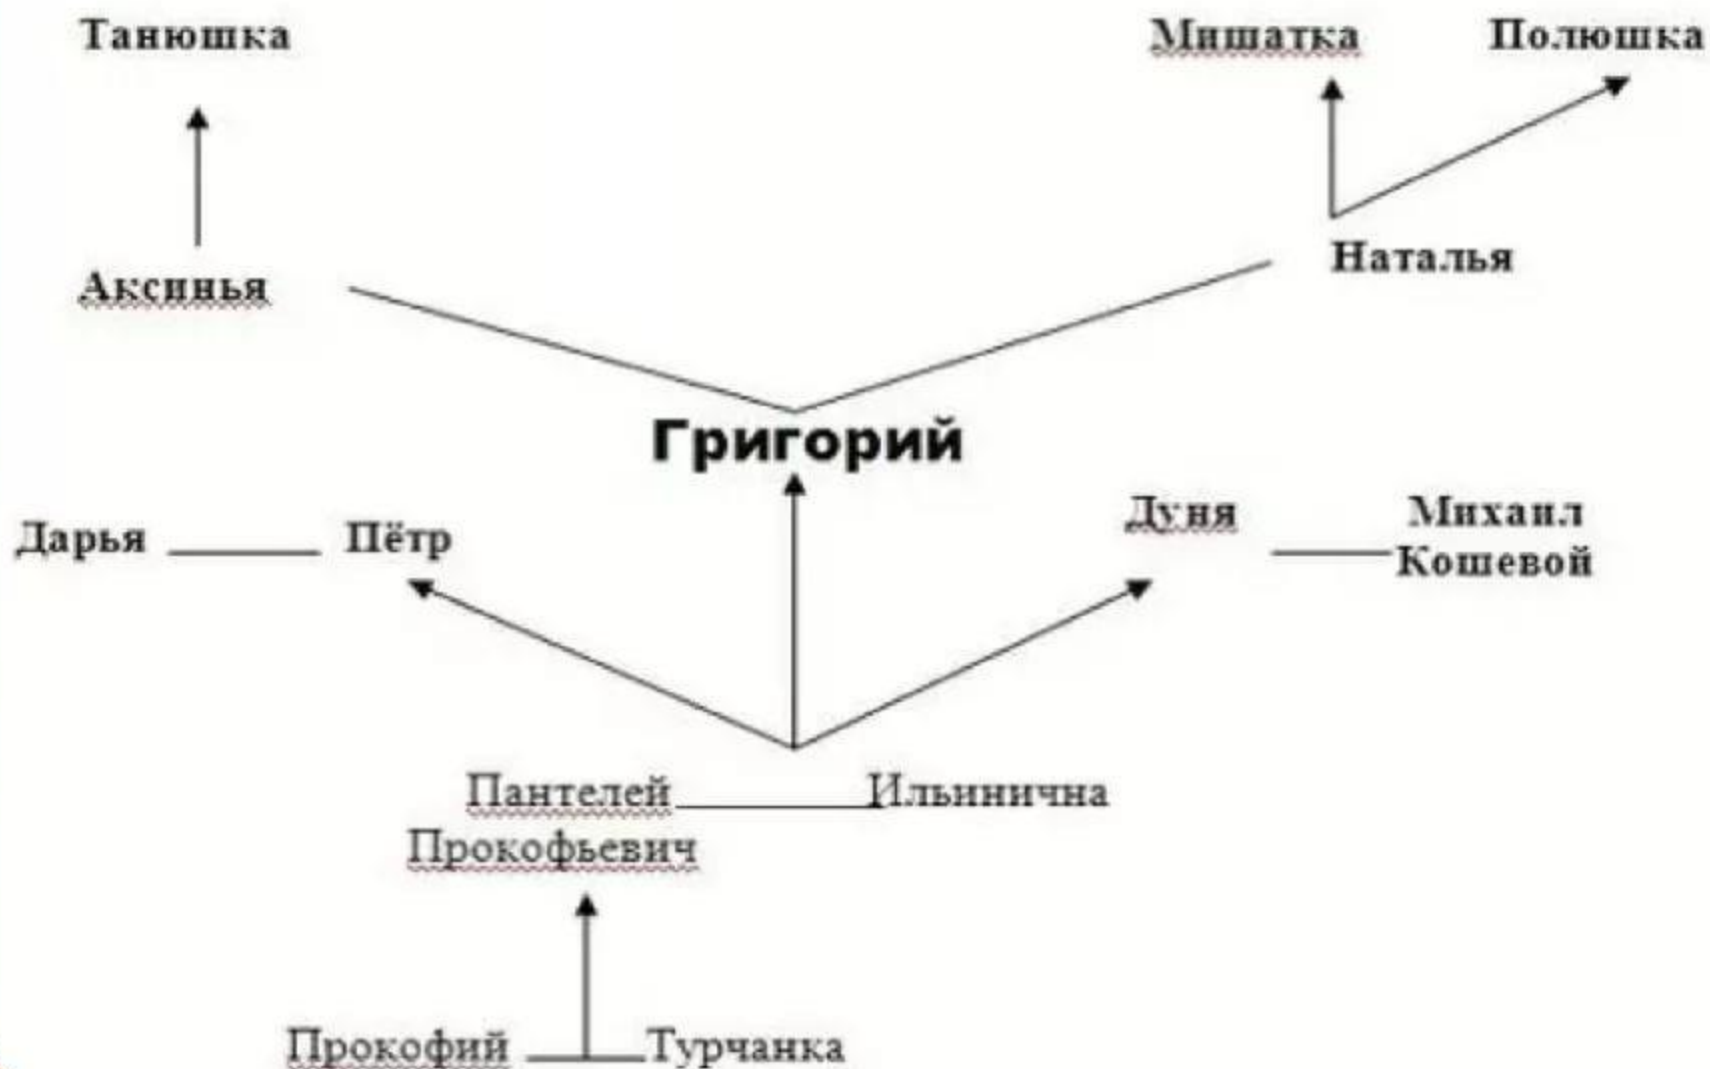 Танюшка
Мишатка
Полюшка
Аксинья
Наталья
Григорий
Дарья
Пётр
Дуня
Михаил
Кошевой
Пантелей
Прокофьевич
Ильинична
Прокофий
Турчанка